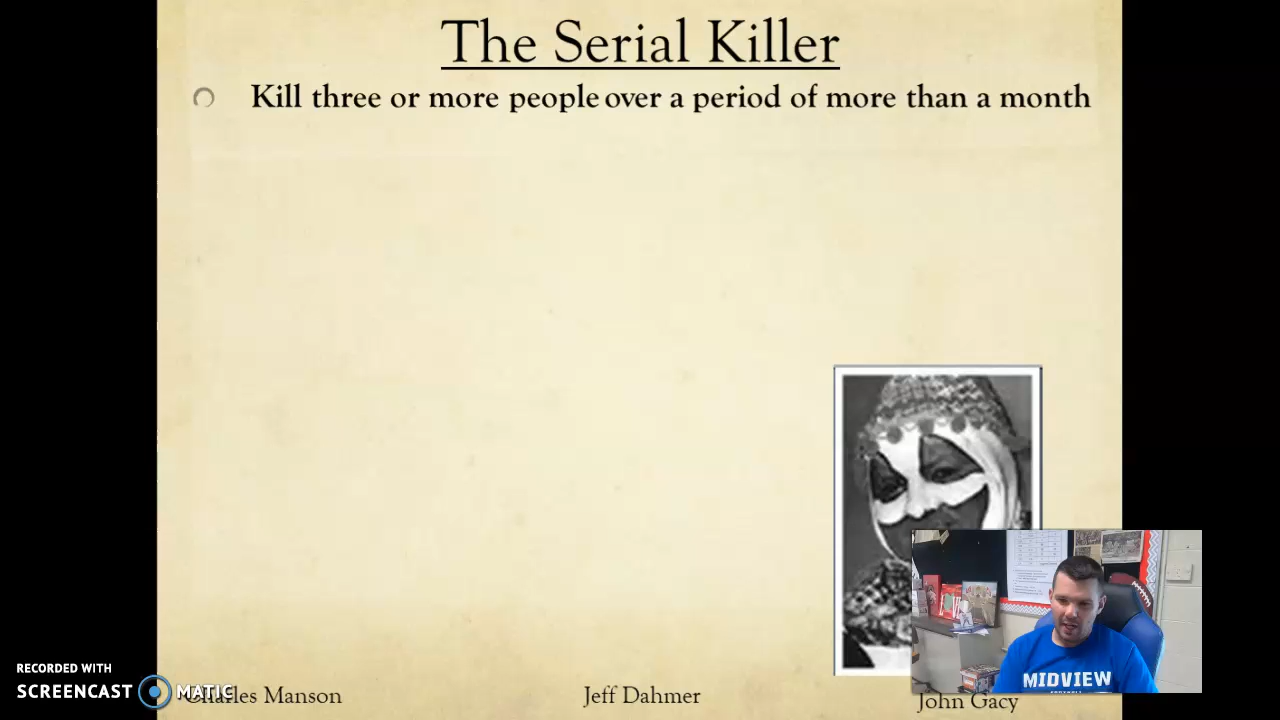 The Serial Killer
Kill three or more people over a period of more than a month
MIDVIEW
RECORDED WITH
SCREENCAST MATIC
Charles Manson
Jeff Dahmer
John Gacy